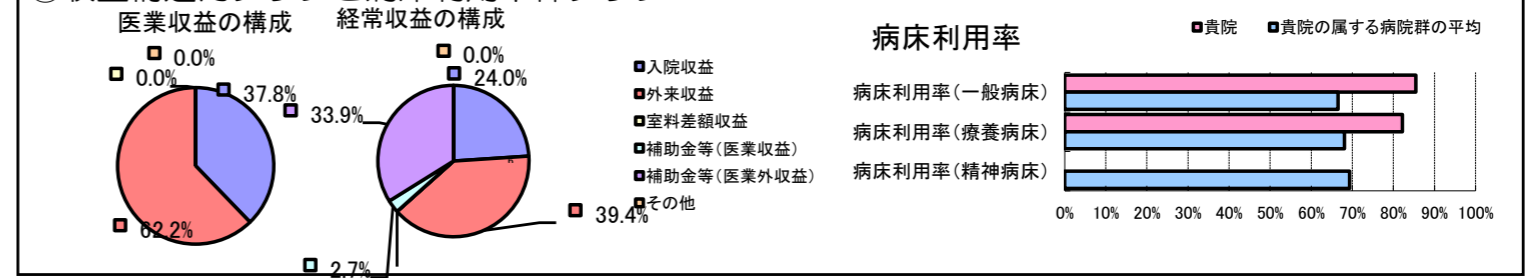 医業収益の構成
経常収益の構成
0.0%
0.0%
37.8%
62.2%
0.0%
24.0%
33.9%
39.4%
2.7%
入院収益
外来収益
室料差額収益
補助金等(医業収益)
補助金等(医業外収益)
その他
病床利用率
貴院
貴院の属する病院群の平均
病床利用率(一般病床)
病床利用率(療養病床)
病床利用率(精神病床)
0% 10% 20% 30% 40% 50% 60% 70% 80% 90% 100%